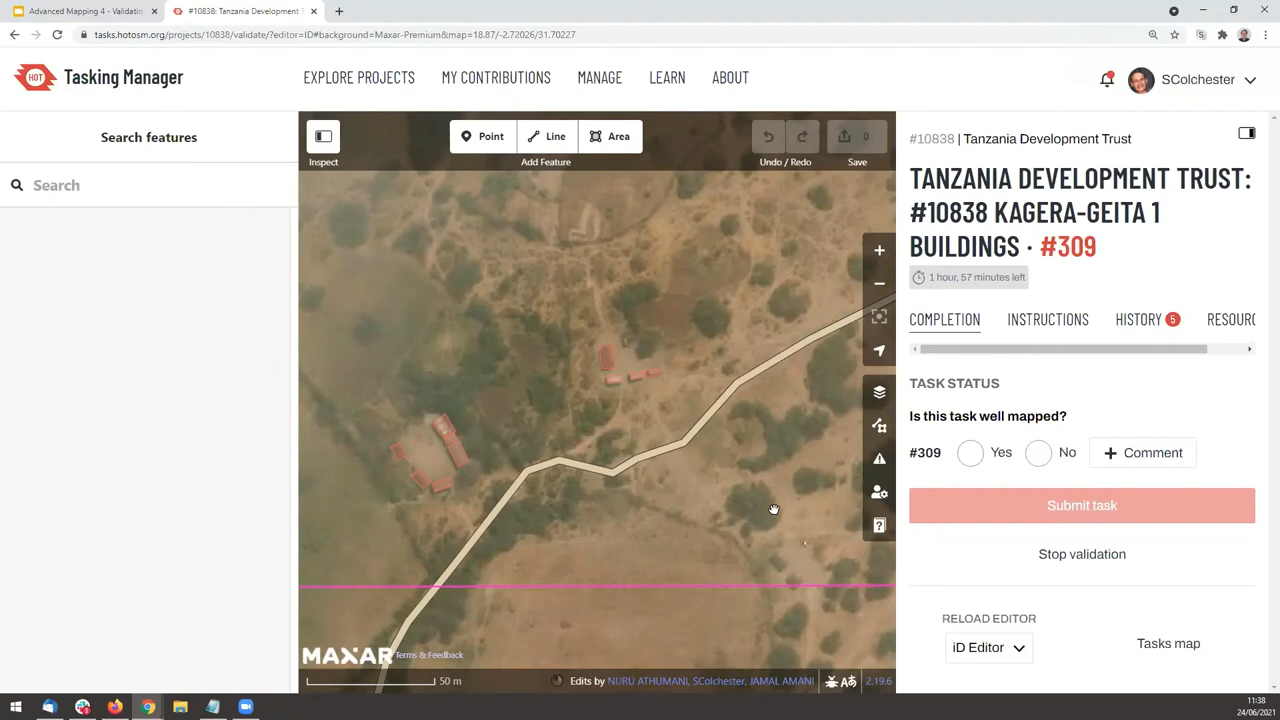 Advanced Mapping 4 - Validatio
#10838: Tanzania Development T
tasks.hotosm.org/projects/10838/validate/?editor=ID#background=Maxar-Premium&map=18.87/-2.72026/31.70227
HOT
Tasking Manager
EXPLORE PROJECTS
MY CONTRIBUTIONS
MANAGE
LEARN
ABOUT
SColchester
Search features
Search
Inspect
Point
Line
Area
Add Feature
Undo / Redo
0
Save
MAXAR
Terms & Feedback
50 m
Edits by NURU ATHUMANI, SColchester, JAMAL AMANI
2.19.6
#10838 | Tanzania Development Trust
TANZANIA DEVELOPMENT TRUST:
#10838 KAGERA-GEITA 1
BUILDINGS · #309
1 hour, 57 minutes left
COMPLETION
INSTRUCTIONS
HISTORY 5
RESOURC
TASK STATUS
Is this task well mapped?
#309
Yes
No
+ Comment
Submit task
Stop validation
RELOAD EDITOR
iD Editor
Tasks map
11:38
24/06/2021